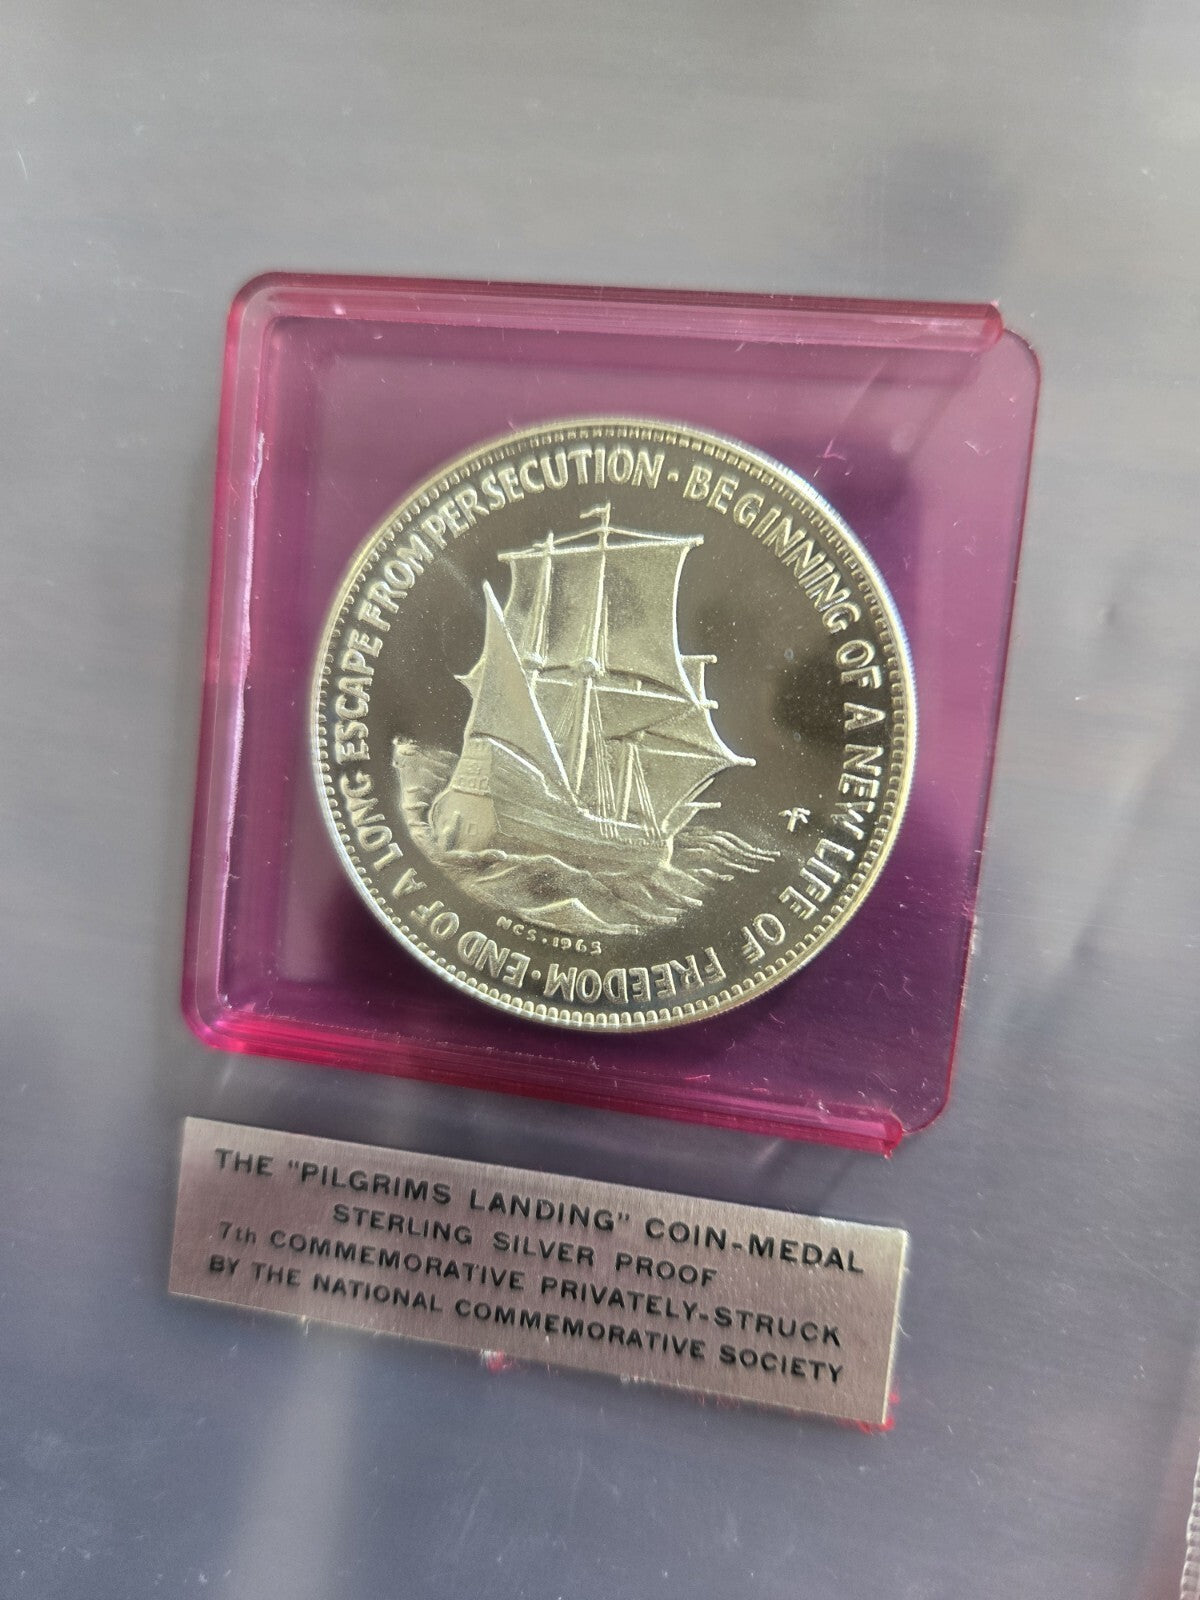 END OF A LONG ESCAPE FROM PERSECUTION · BEGINNING OF A NEW LIFE OF FREEDOM ·
NCS · 1965
THE "PILGRIMS LANDING" COIN-MEDAL
STERLING SILVER PROOF
7th COMMEMORATIVE PRIVATELY-STRUCK
BY THE NATIONAL COMMEMORATIVE SOCIETY